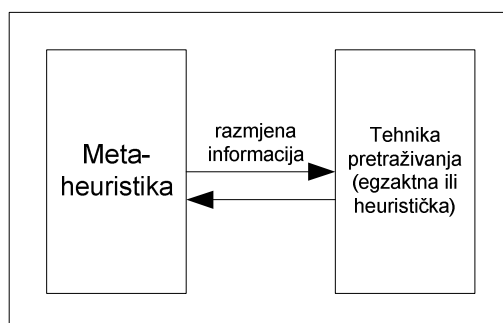 Meta-
heuristika
razmjena
informacija
Tehnika
pretraživanja
(egzaktna ili
heuristička)